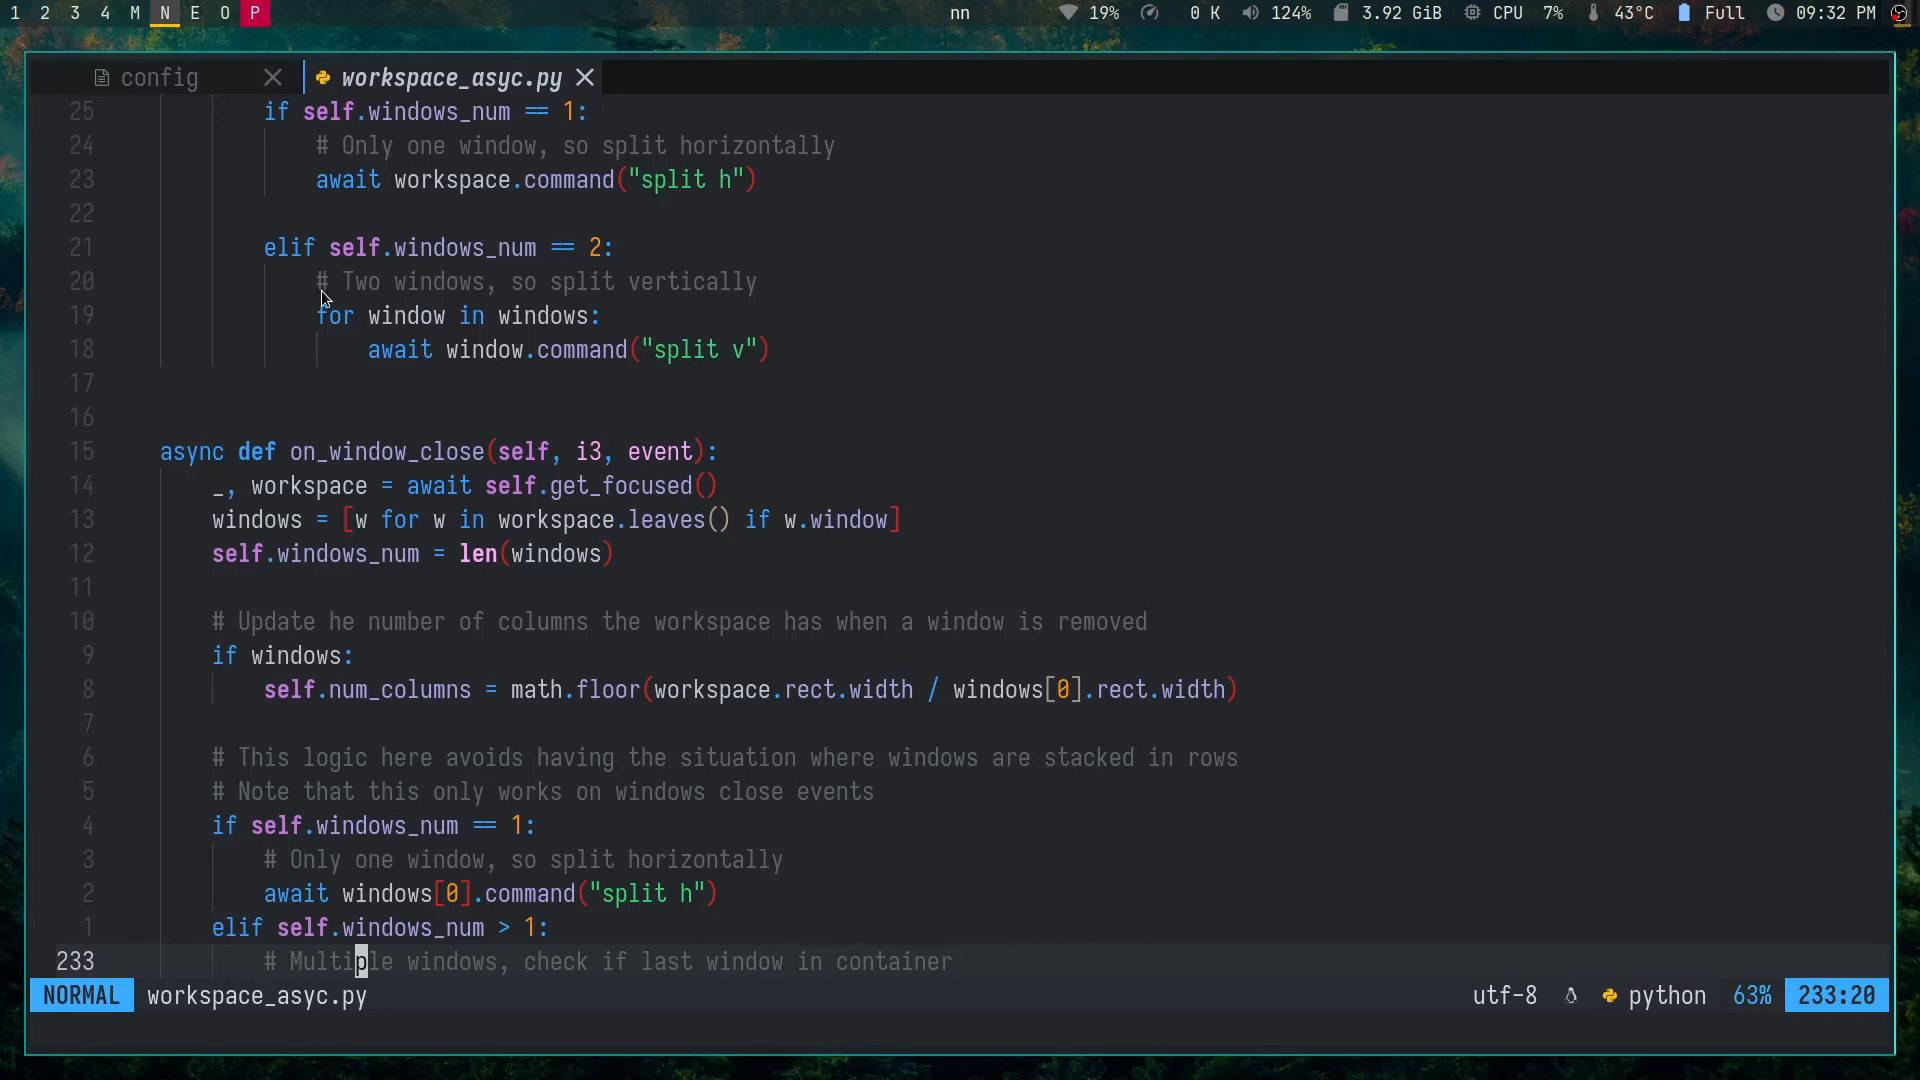 1 2 3 4 M N E O P nn 19% 0 K 124% 3.92 GiB CPU 7% 43°C Full 09:32 PM
config workspace_asyc.py
25 if self.windows_num == 1:
24 # Only one window, so split horizontally
23 await workspace.command("split h")
22
21 elif self.windows_num == 2:
20 # Two windows, so split vertically
19 for window in windows:
18 await window.command("split v")
17
16
15 async def on_window_close(self, i3, event):
14 _, workspace = await self.get_focused()
13 windows = [w for w in workspace.leaves() if w.window]
12 self.windows_num = len(windows)
11
10 # Update he number of columns the workspace has when a window is removed
9 if windows:
8 self.num_columns = math.floor(workspace.rect.width / windows[0].rect.width)
7
6 # This logic here avoids having the situation where windows are stacked in rows
5 # Note that this only works on windows close events
4 if self.windows_num == 1:
3 # Only one window, so split horizontally
2 await windows[0].command("split h")
1 elif self.windows_num > 1:
233 # Multiple windows, check if last window in container
NORMAL workspace_asyc.py utf-8 python 63% 233:20